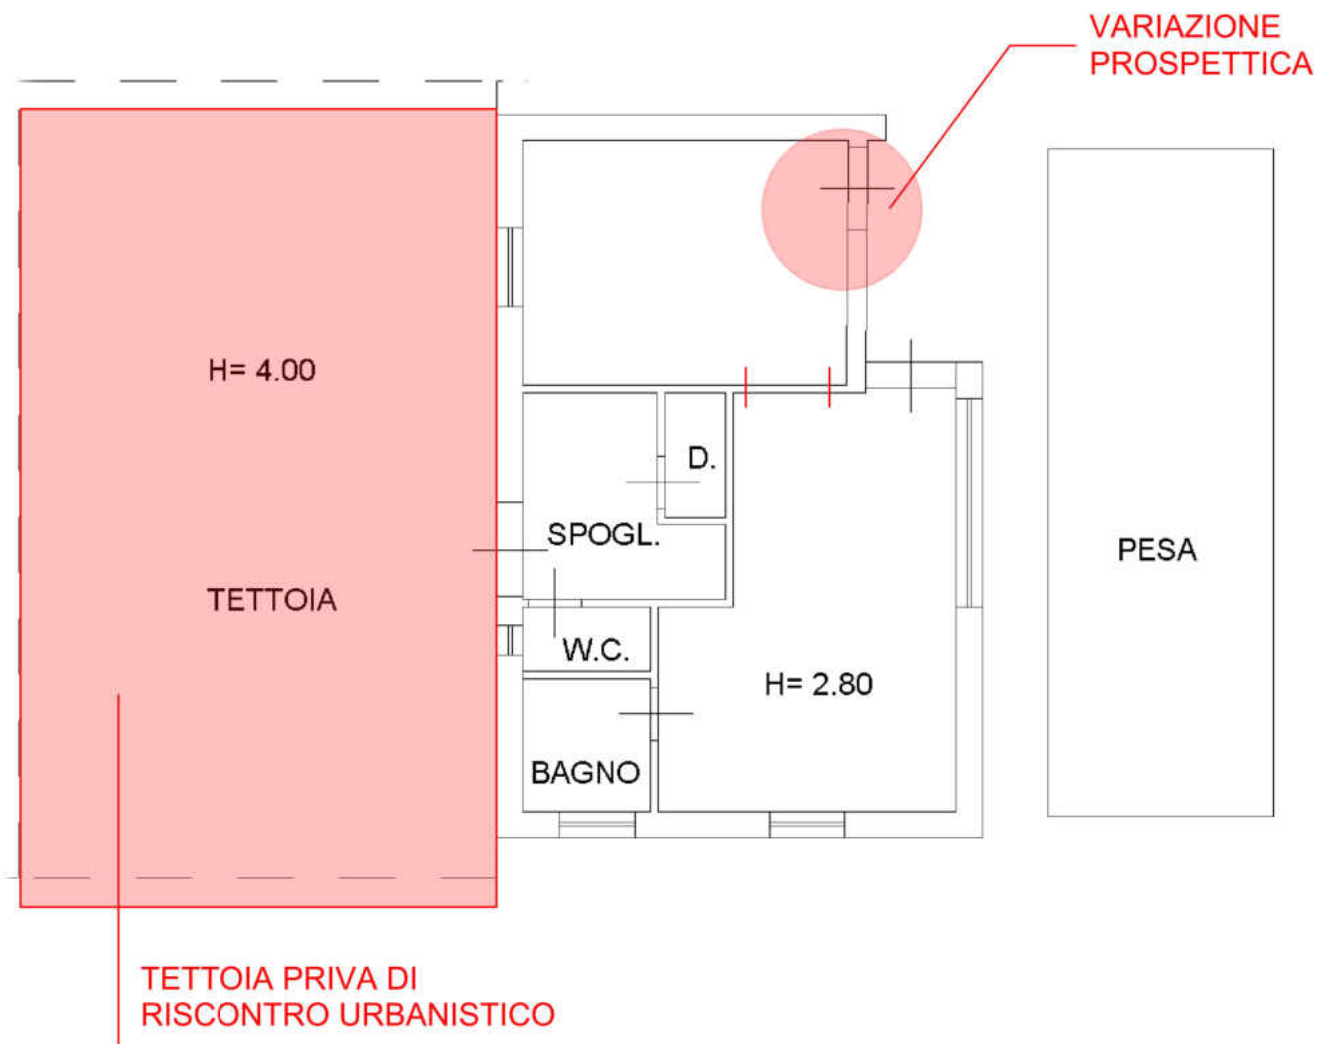 VARIAZIONE
PROSPETTICA
H= 4.00
D.
SPOGL.
PESA
TETTOIA
W.C.
H= 2.80
BAGNO
TETTOIA PRIVA DI
RISCONTRO URBANISTICO